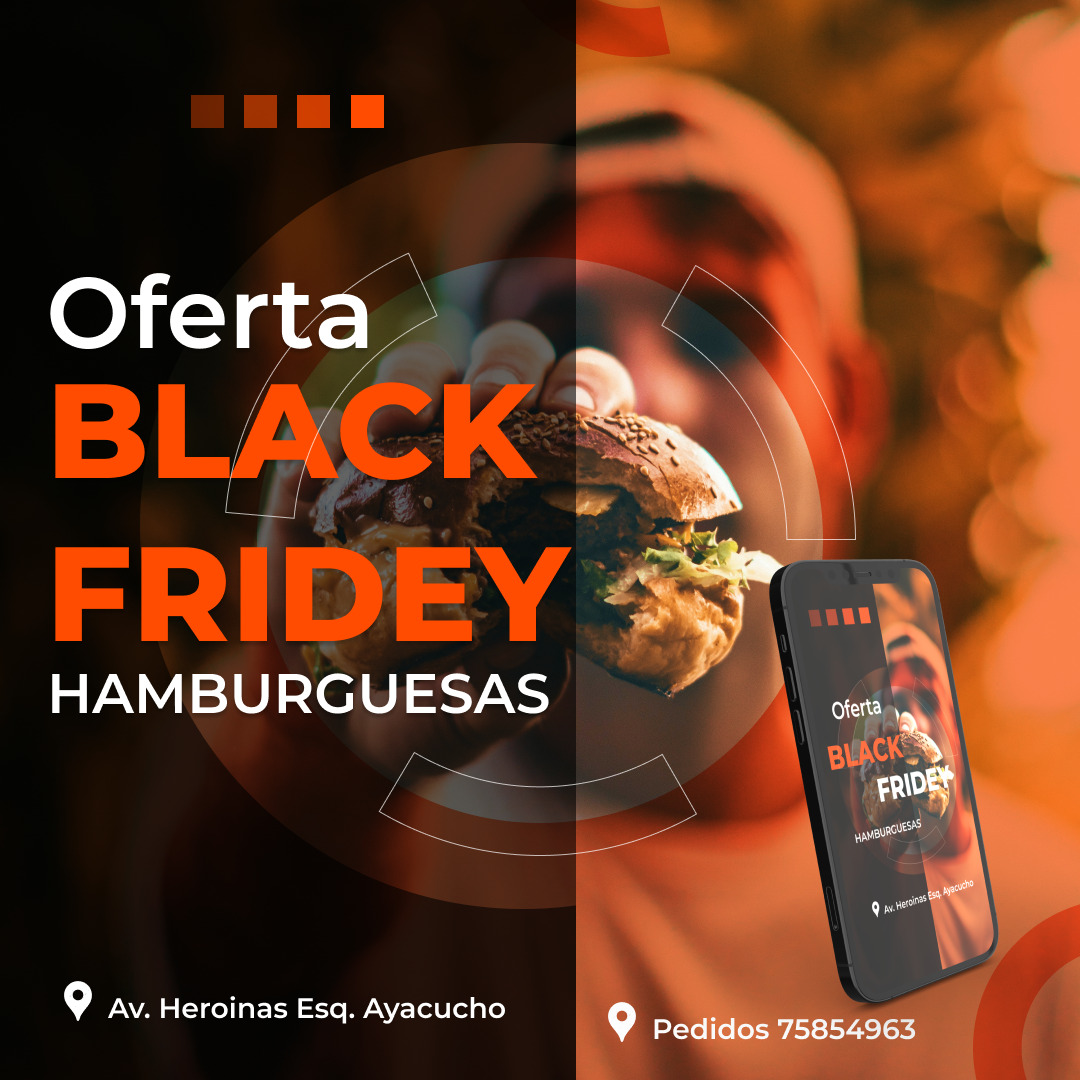 Oferta
BLACK
FRIDEY
HAMBURGUESAS
Oferta
BLACK
FRIDEY
HAMBURGUESAS
Av. Heroinas Esq. Ayacucho
Av. Heroinas Esq. Ayacucho
Pedidos 75854963